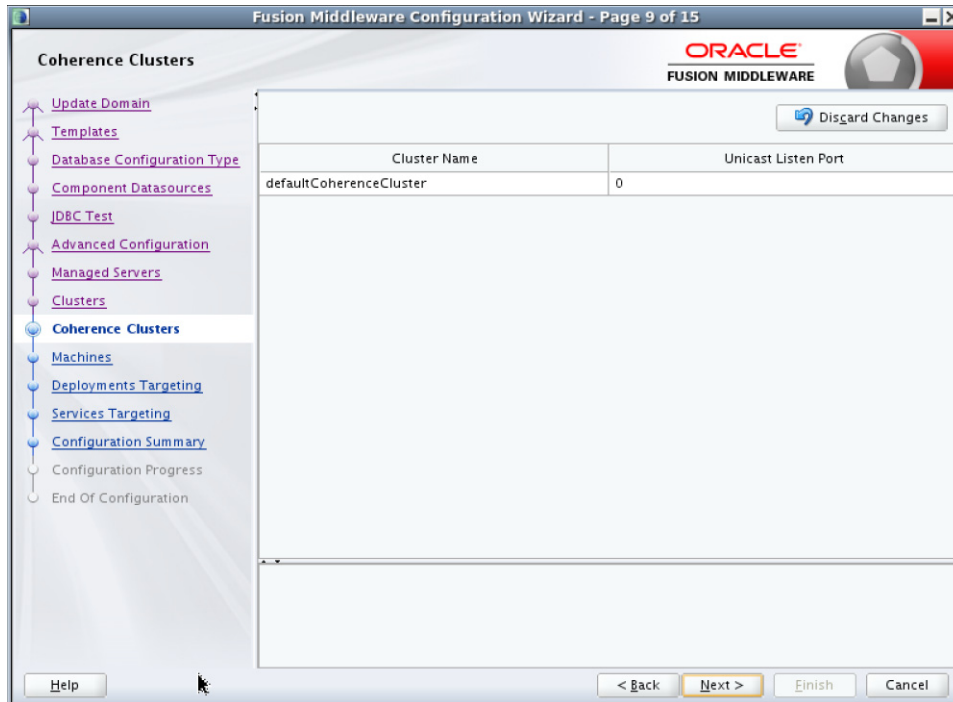 Fusion Middleware Configuration Wizard - Page 9 of 15
Coherence Clusters
ORACLE
FUSION MIDDLEWARE
Update Domain
Templates
Database Configuration Type
Component Datasources
JDBC Test
Advanced Configuration
Managed Servers
Clusters
Coherence Clusters
Machines
Deployments Targeting
Services Targeting
Configuration Summary
Configuration Progress
End Of Configuration
Discard Changes
Cluster Name Unicast Listen Port
defaultCoherenceCluster 0
Help < Back Next > Finish Cancel